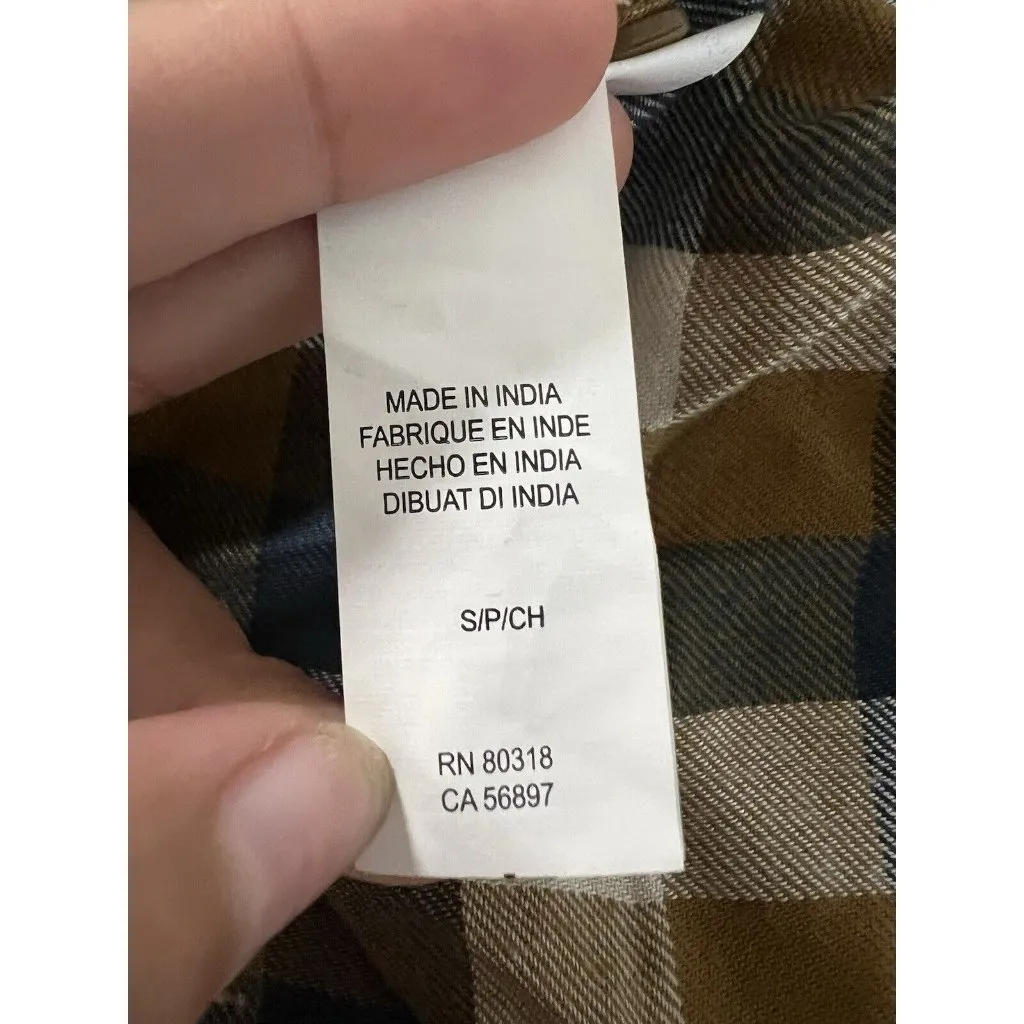 MADE IN INDIA
FABRIQUE EN INDE
HECHO EN INDIA
DIBUAT DI INDIA
S/P/CH
RN 80318
CA 56897